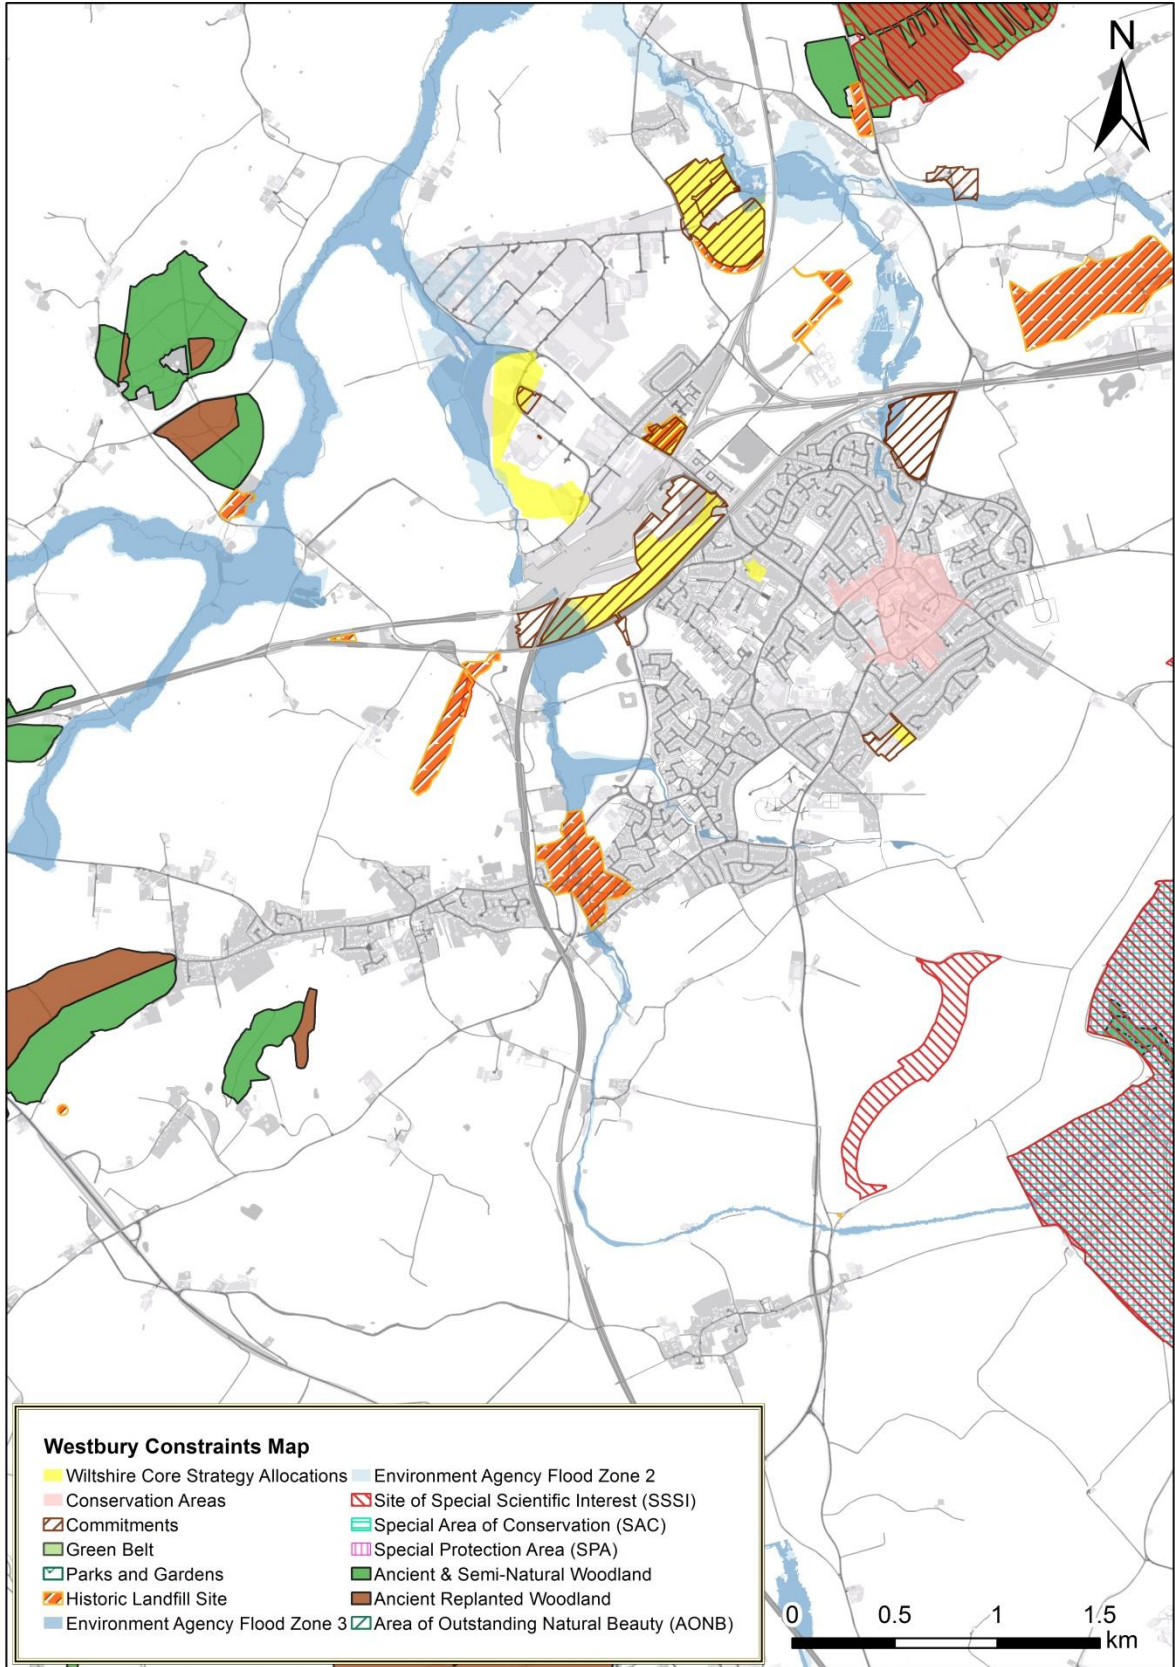 N
Westbury Constraints Map
Wiltshire Core Strategy Allocations
Conservation Areas
Commitments
Green Belt
Parks and Gardens
Historic Landfill Site
Environment Agency Flood Zone 3
Environment Agency Flood Zone 2
Site of Special Scientific Interest (SSSI)
Special Area of Conservation (SAC)
Special Protection Area (SPA)
Ancient & Semi-Natural Woodland
Ancient Replanted Woodland
Area of Outstanding Natural Beauty (AONB)
0 0.5 1 1.5
km